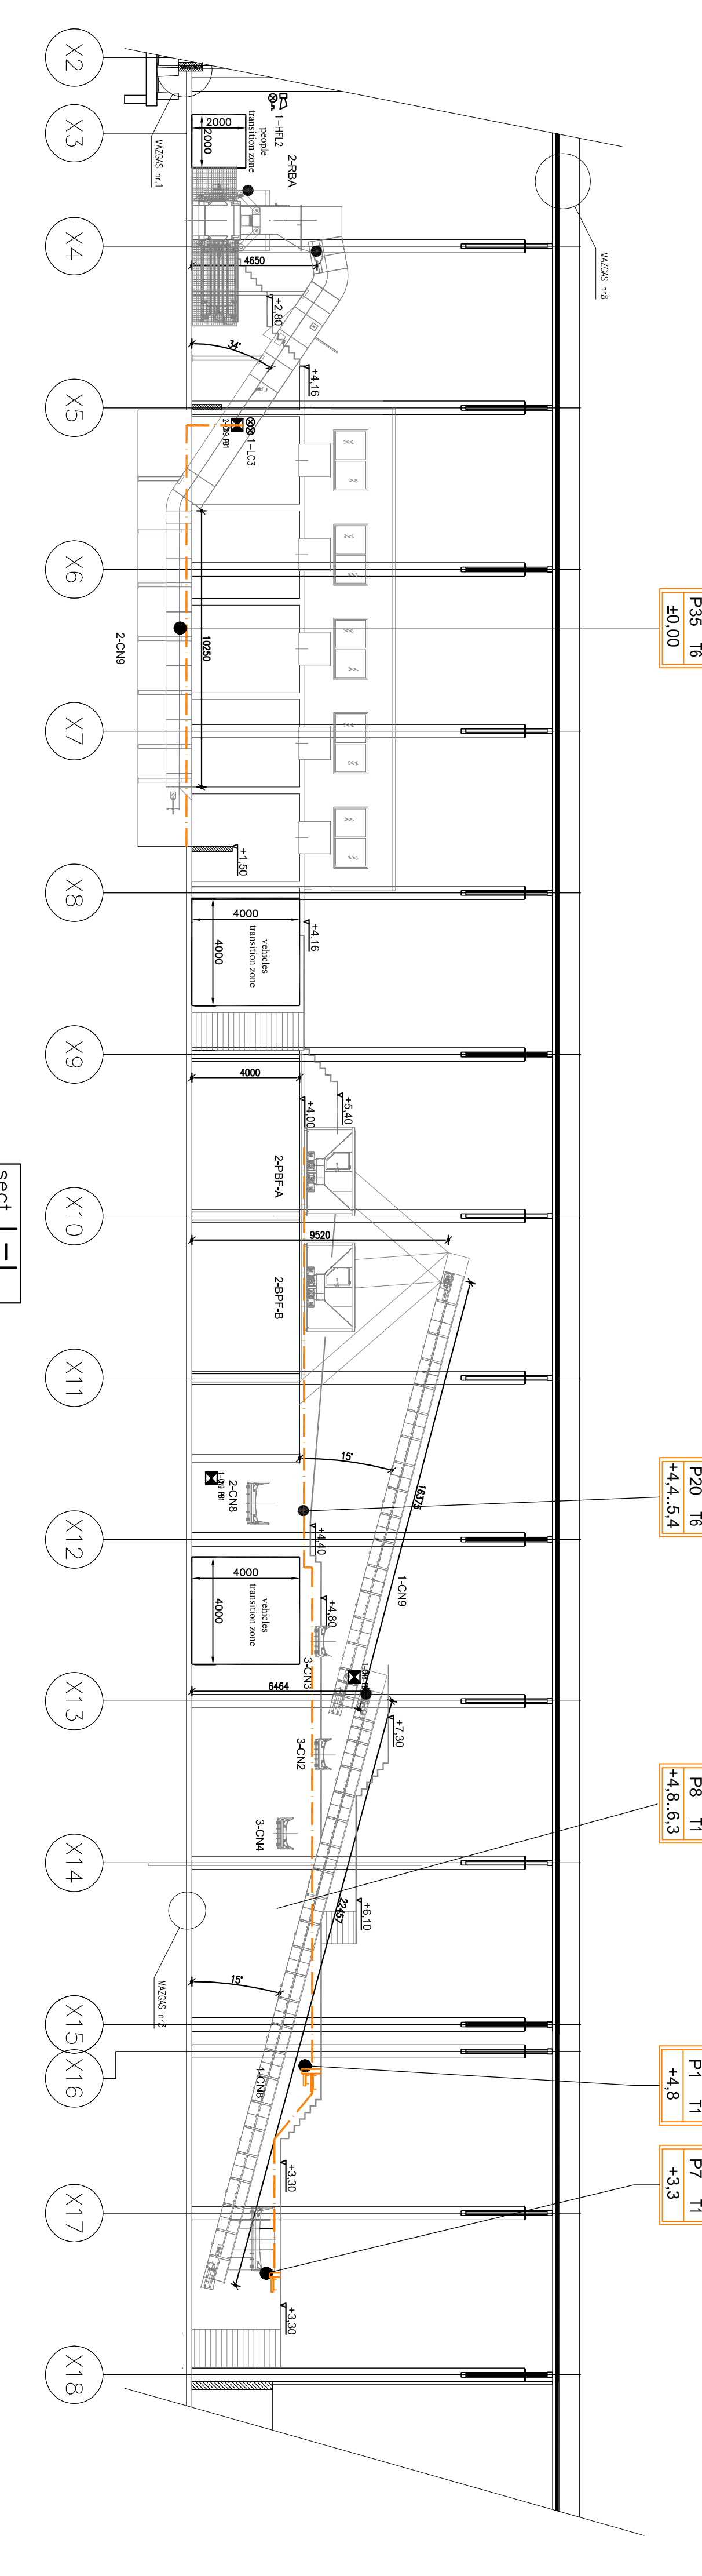 P35 T6
±0,00
P20 T6
+4,4..5,4
P8 T1
+4,8..6,3
P1 T1
+4,8
P7 T1
+3,3
MAZGAS nr.8
1-HFL2
people
transition zone
2000
2000
2-RBA
4650
+2,80
34°
+4,16
1-LC3
10250
2-CN9
+1,50
+4,16
4000
4000
vehicles
transition zone
4000
+5,40
+4,00
2-PBF-A
9520
2-BPF-B
15°
16375
1-CN9
2-CN8
1-CN9 PB1
+4,40
+4,80
4000
4000
vehicles
transition zone
3-CN3
6464
+7,30
3-CN2
3-CN4
22457
+6,10
15°
1-CN8
+3,30
+3,30
MAZGAS nr.1
MAZGAS nr.3
X2
X3
X4
X5
X6
X7
X8
X9
X10
X11
X12
X13
X14
X15
X16
X17
X18
sect. I-I